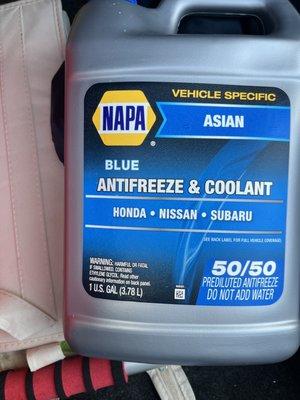 VEHICLE SPECIFIC
NAPA
®
ASIAN
BLUE
ANTIFREEZE & COOLANT
HONDA • NISSAN • SUBARU
(SEE BACK LABEL FOR FULL VEHICLE COVERAGE)
WARNING: HARMFUL OR FATAL
IF SWALLOWED. CONTAINS
ETHYLENE GLYCOL. Read other
cautionary information on back panel.
1 U.S. GAL (3.78 L)
50/50
PREDILUTED ANTIFREEZE
DO NOT ADD WATER